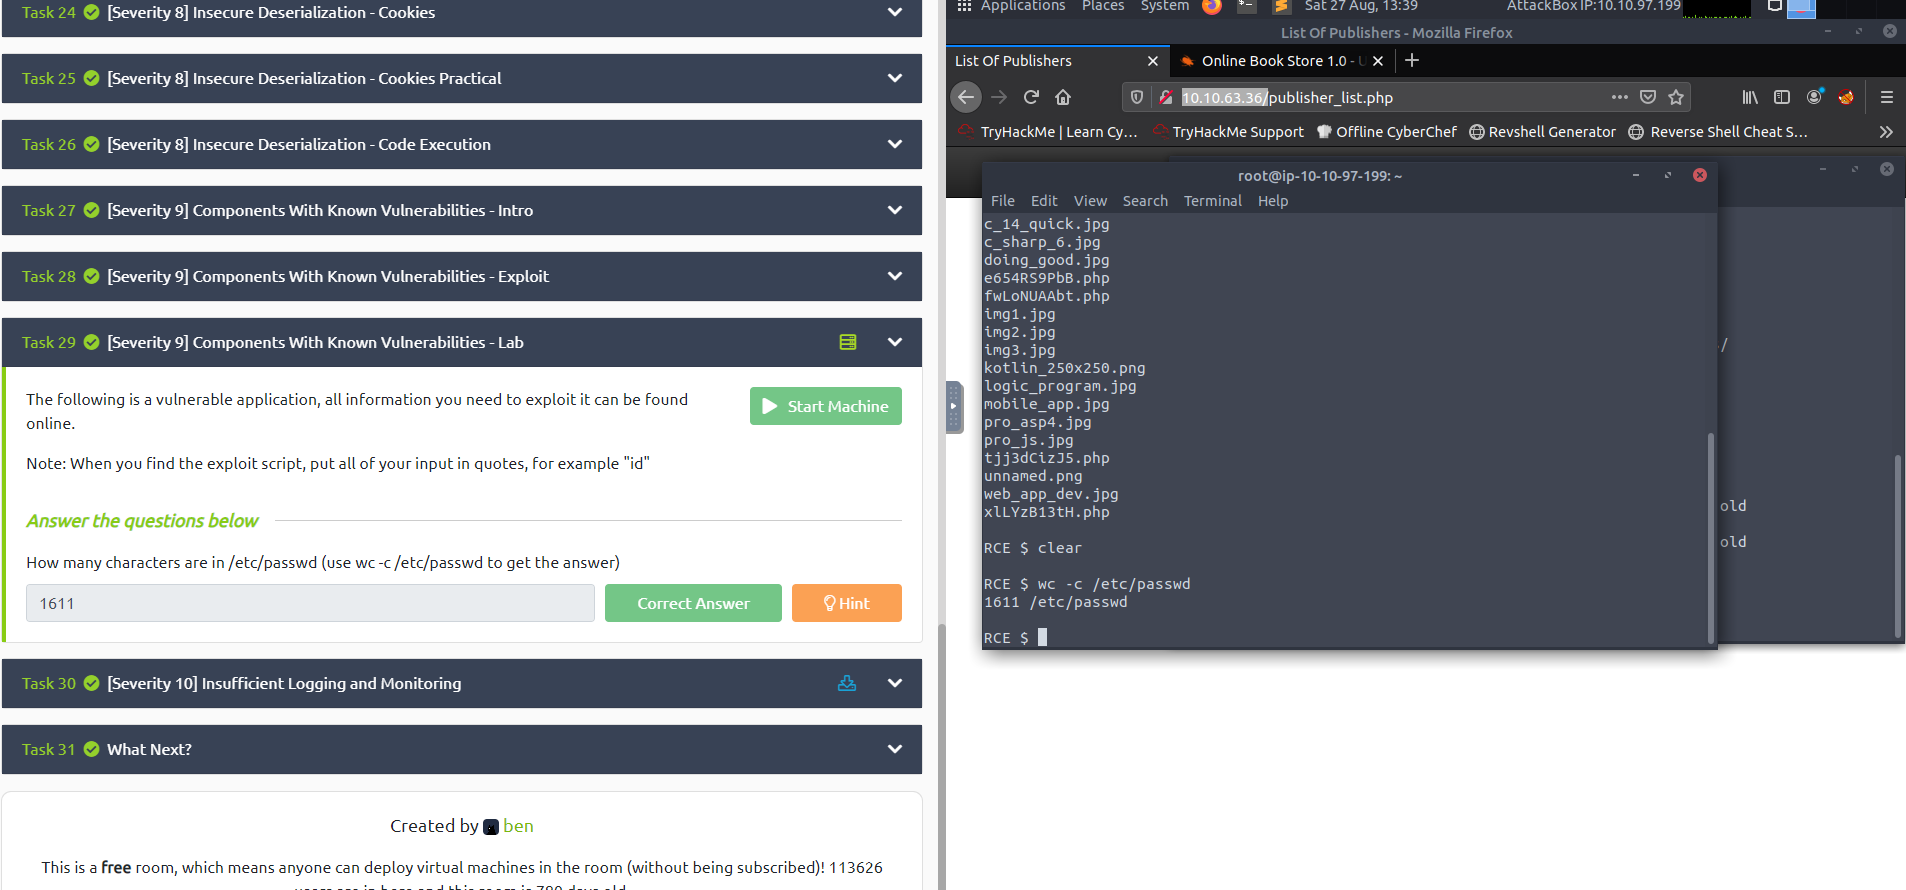 Task 24 [Severity 8] Insecure Deserialization - Cookies
Task 25 [Severity 8] Insecure Deserialization - Cookies Practical
Task 26 [Severity 8] Insecure Deserialization - Code Execution
Task 27 [Severity 9] Components With Known Vulnerabilities - Intro
Task 28 [Severity 9] Components With Known Vulnerabilities - Exploit
Task 29 [Severity 9] Components With Known Vulnerabilities - Lab
The following is a vulnerable application, all information you need to exploit it can be found
online.
Start Machine
Note: When you find the exploit script, put all of your input in quotes, for example "id"
Answer the questions below
How many characters are in /etc/passwd (use wc -c /etc/passwd to get the answer)
1611
Correct Answer
Hint
Task 30 [Severity 10] Insufficient Logging and Monitoring
Task 31 What Next?
Created by ben
This is a free room, which means anyone can deploy virtual machines in the room (without being subscribed)! 113626
Applications Places System Sat 27 Aug, 13:39 AttackBox IP:10.10.97.199
List Of Publishers - Mozilla Firefox
List Of Publishers
Online Book Store 1.0 - U
10.10.63.36/publisher_list.php
TryHackMe | Learn Cy… TryHackMe Support Offline CyberChef Revshell Generator Reverse Shell Cheat S…
root@ip-10-10-97-199: ~
File Edit View Search Terminal Help
c_14_quick.jpg
c_sharp_6.jpg
doing_good.jpg
e654RS9PbB.php
fwLoNUAAbt.php
img1.jpg
img2.jpg
img3.jpg
kotlin_250x250.png
logic_program.jpg
mobile_app.jpg
pro_asp4.jpg
pro_js.jpg
tjj3dCizJ5.php
unnamed.png
web_app_dev.jpg
xlLYzB13tH.php
RCE $ clear
RCE $ wc -c /etc/passwd
1611 /etc/passwd
RCE $
/
old
old